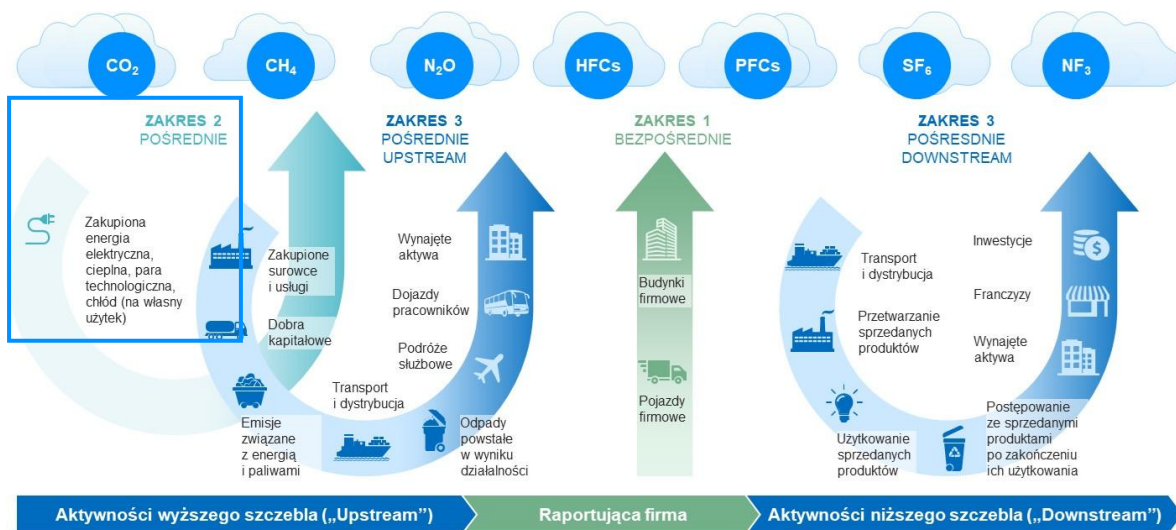 CO₂
CH₄
N₂O
HFCs
PFCs
SF₆
NF₃
ZAKRES 2
POŚREDNIE
ZAKRES 3
POŚREDNIE
UPSTREAM
ZAKRES 1
BEZPOŚREDNIE
ZAKRES 3
POŚRESDNIE
DOWNSTREAM
Zakupiona
energia
elektryczna,
cieplna, para
technologiczna,
chłód (na własny
użytek)
Zakupione
surowce
i usługi
Dobra
kapitałowe
Emisje
związane
z energią
i paliwami
Transport
i dystrybucja
Odpady
powstałe
w wyniku
działalności
Podróże
służbowe
Dojazdy
pracowników
Wynajęte
aktywa
Budynki
firmowe
Pojazdy
firmowe
Transport
i dystrybucja
Przetwarzanie
sprzedanych
produktów
Użytkowanie
sprzedanych
produktów
Postępowanie
ze sprzedanymi
produktami
po zakończeniu
ich użytkowania
Wynajęte
aktywa
Franczyzy
Inwestycje
Aktywności wyższego szczebla („Upstream”)
Raportująca firma
Aktywności niższego szczebla („Downstream”)